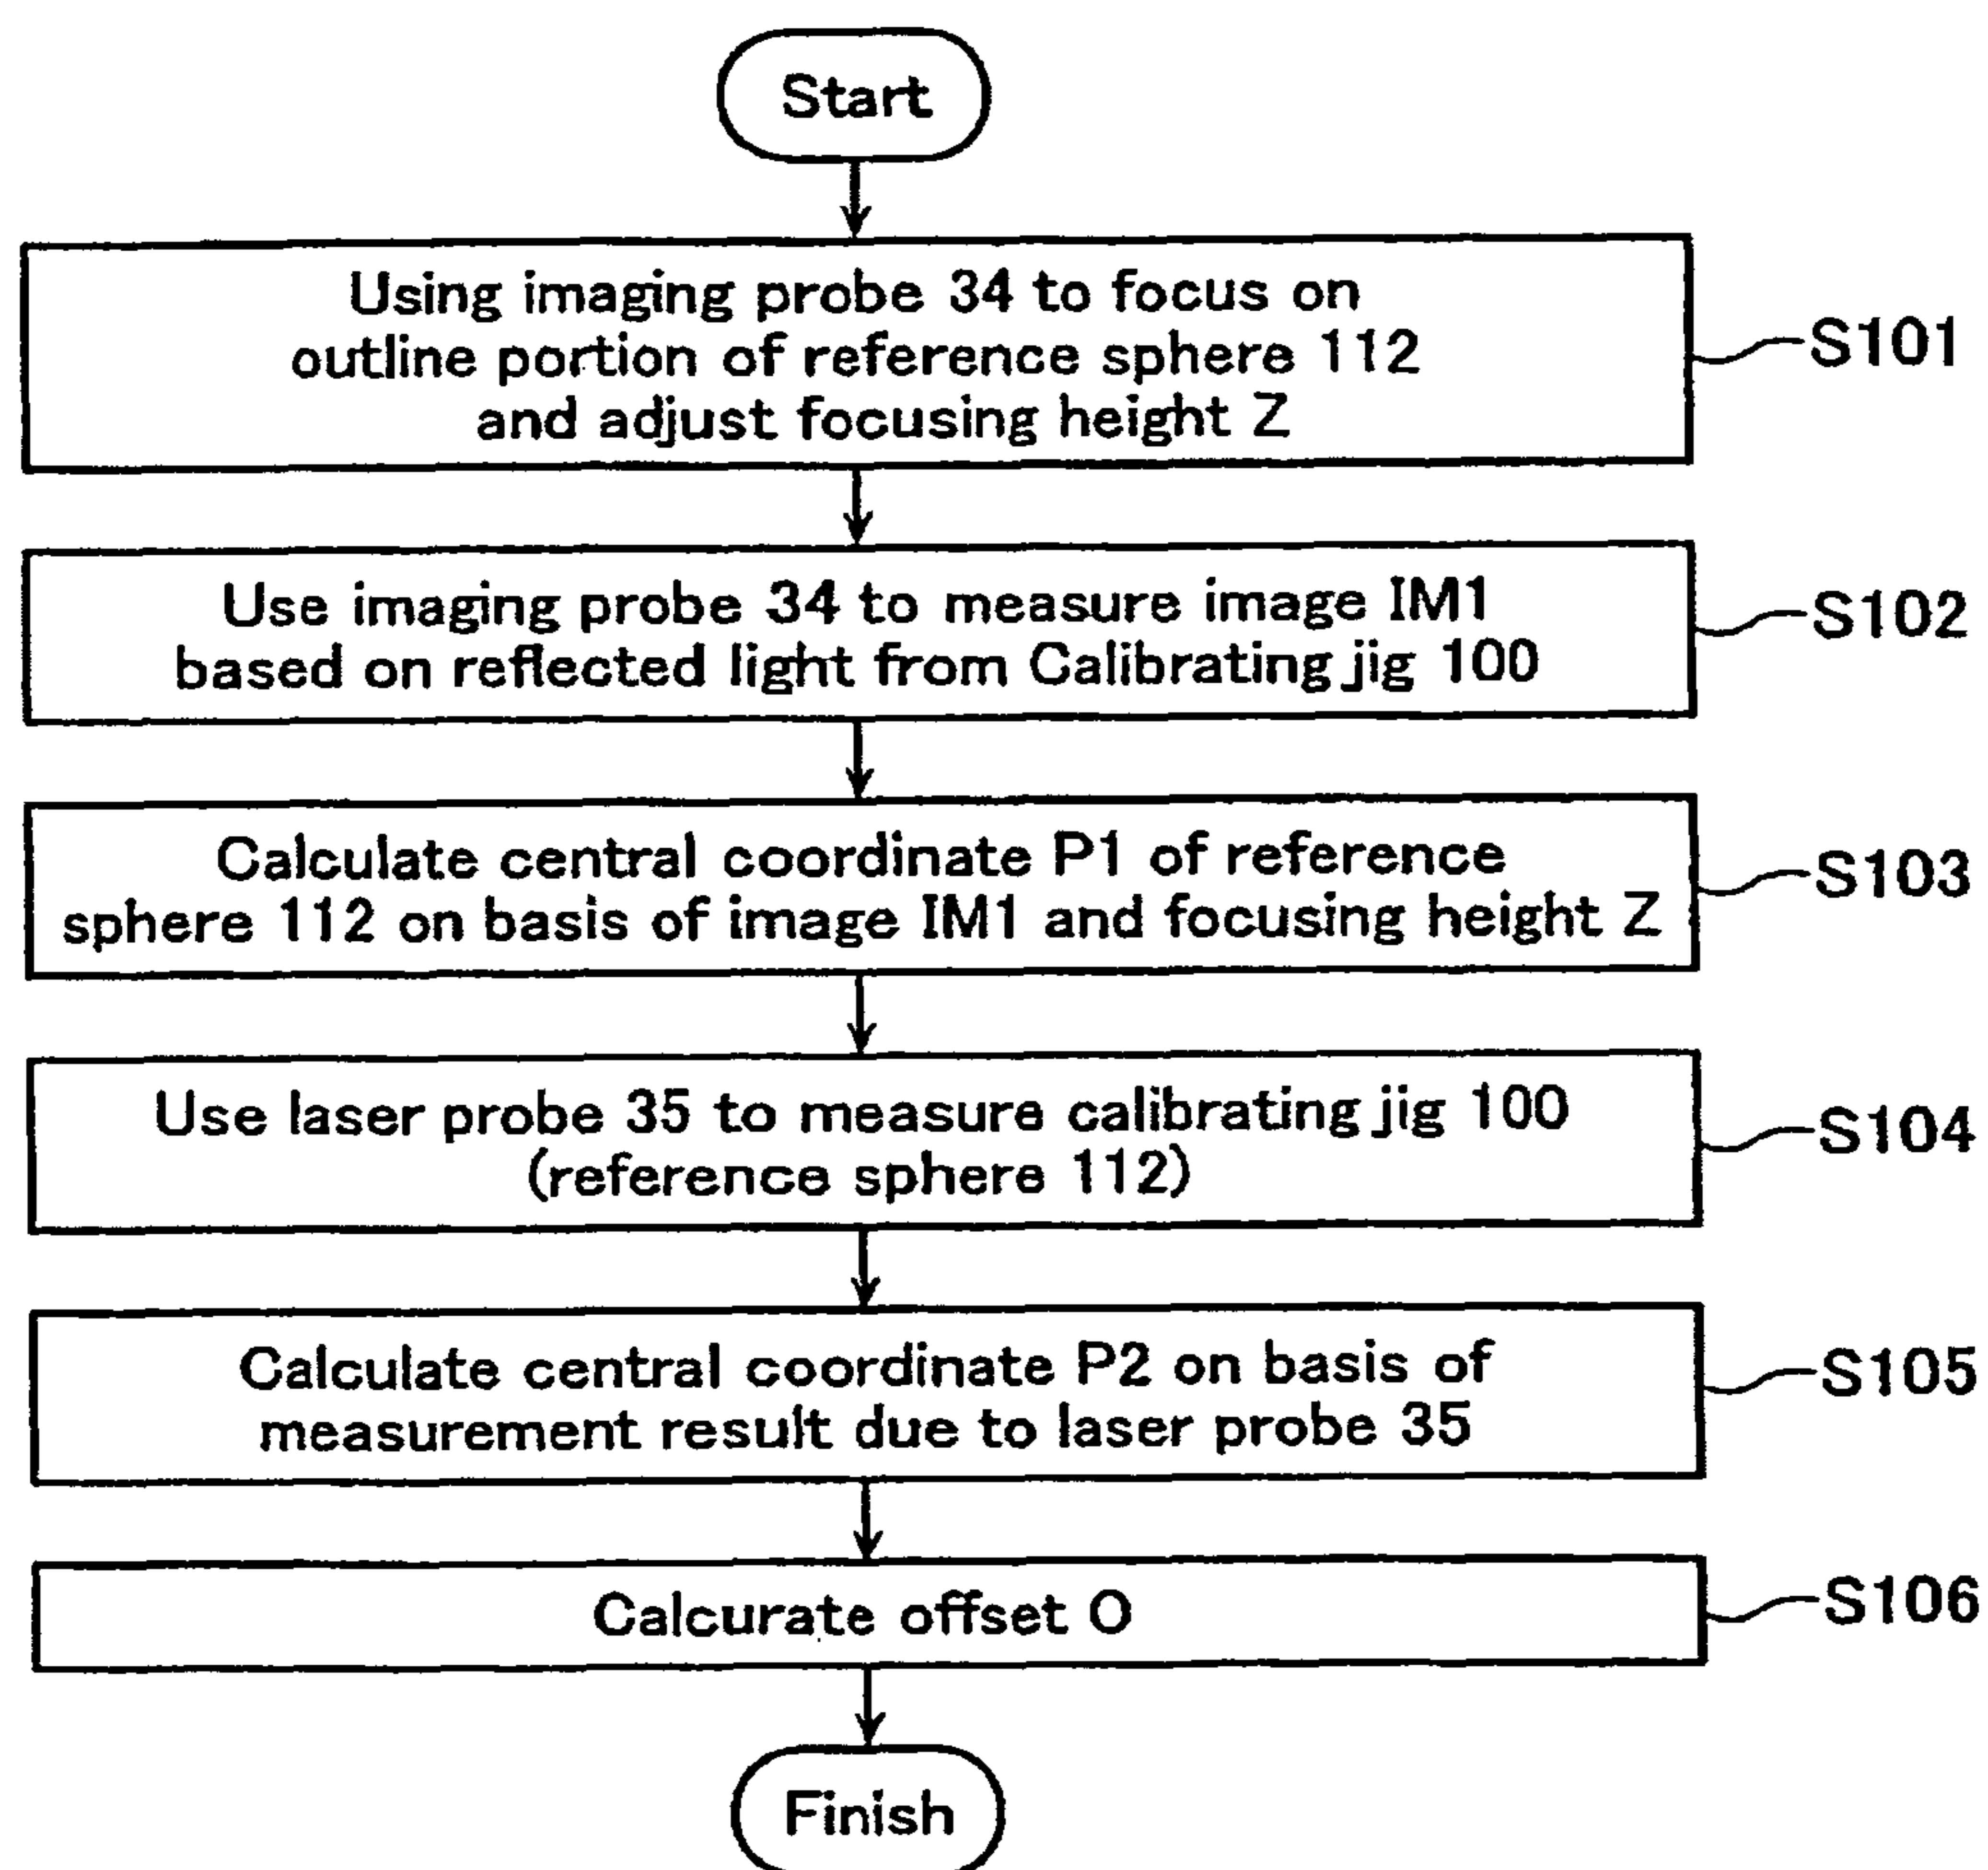 Start
Using imaging probe 34 to focus on
outline portion of reference sphere 112
and adjust focusing height Z
S101
Use imaging probe 34 to measure image IM1
based on reflected light from Calibrating jig 100
S102
Calculate central coordinate P1 of reference
sphere 112 on basis of image IM1 and focusing height Z
S103
Use laser probe 35 to measure calibrating jig 100
(reference sphere 112)
S104
Calculate central coordinate P2 on basis of
measurement result due to laser probe 35
S105
Calcurate offset O
S106
Finish